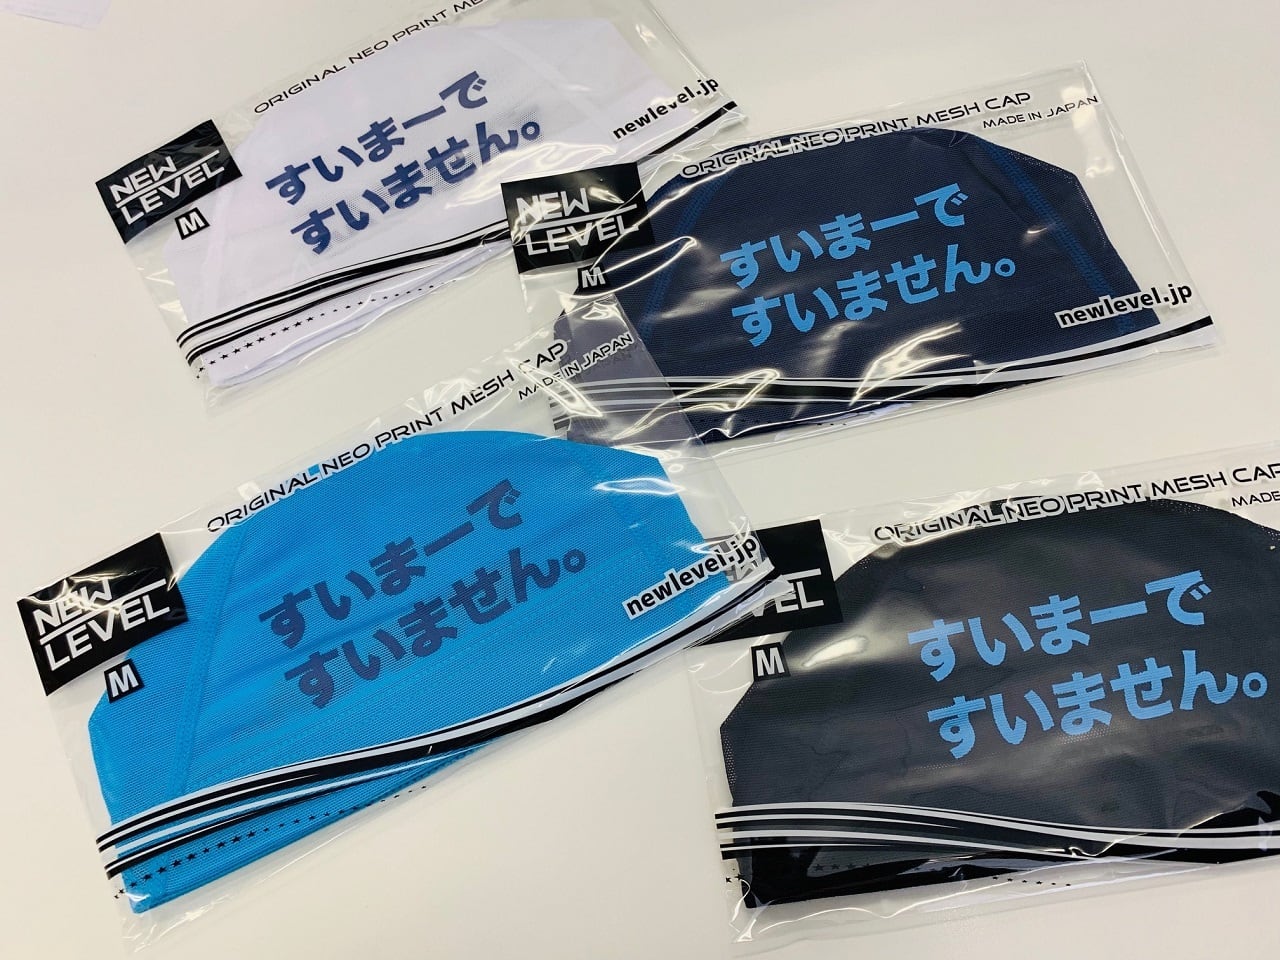 ORIGINAL NEO PRINT MESH
NEW
LEVEL
M
すいまーで
すいません。
newlevel.jp
ORIGINAL NEO PRINT MESH CAP
MADE IN JAPAN
NEW
LEVEL
M
すいまーで
すいません。
newlevel.jp
ORIGINAL NEO PRINT MESH CAP
MADE IN JAPAN
NEW
LEVEL
M
すいまーで
すいません。
newlevel.jp
ORIGINAL NEO PRINT MESH CAP
MADE
M
すいまーで
すいません。